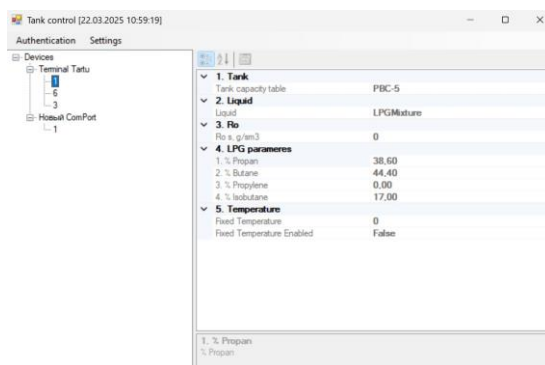 Tank control [22.03.2025 10:59:19]
Authentication Settings
Devices
Terminal Tartu
1
6
3
Новый ComPort
1
1. Tank
Tank capacity table PBC-5
2. Liquid
Liquid LPGMixture
3. Ro
Ro s, g/sm3 0
4. LPG parameres
1. % Propan 38,60
2. % Butane 44,40
3. % Propylene 0,00
4. % Isobutane 17,00
5. Temperature
Fixed Temperature 0
Fixed Temperature Enabled False
1. % Propan
% Propan